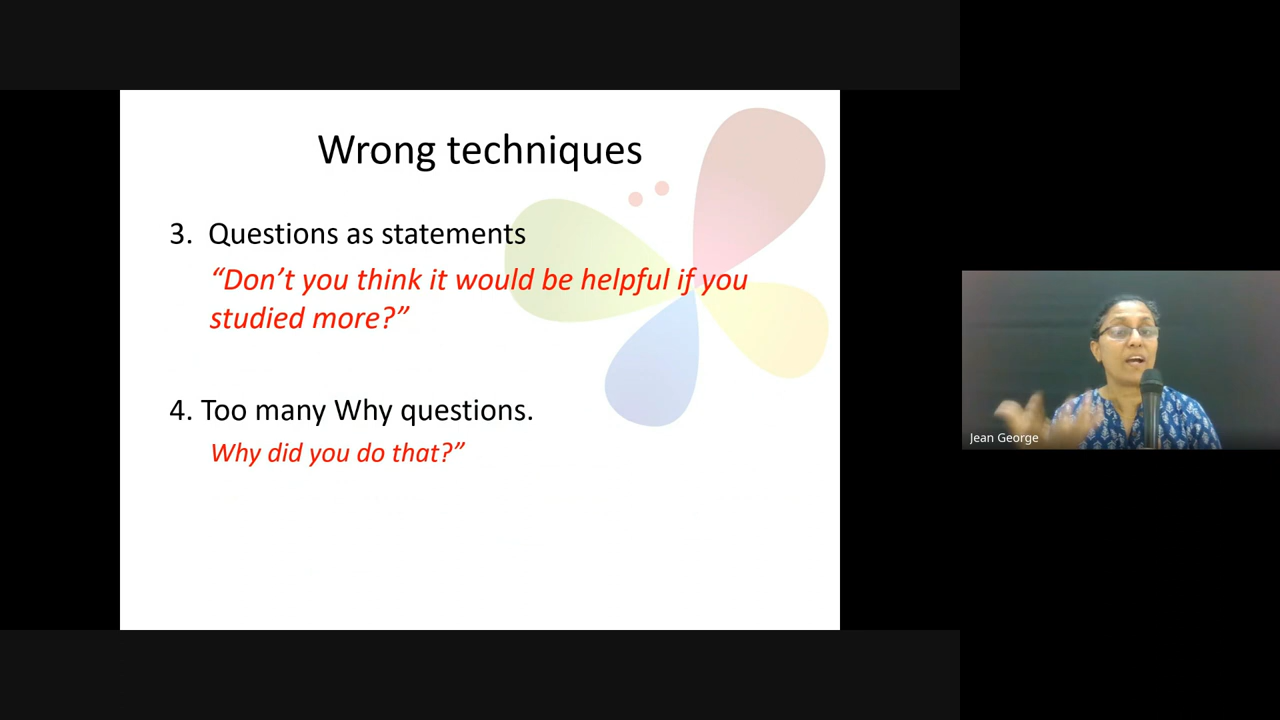 Wrong techniques
3. Questions as statements
“Don’t you think it would be helpful if you
studied more?”
4. Too many Why questions.
Why did you do that?”
Jean George